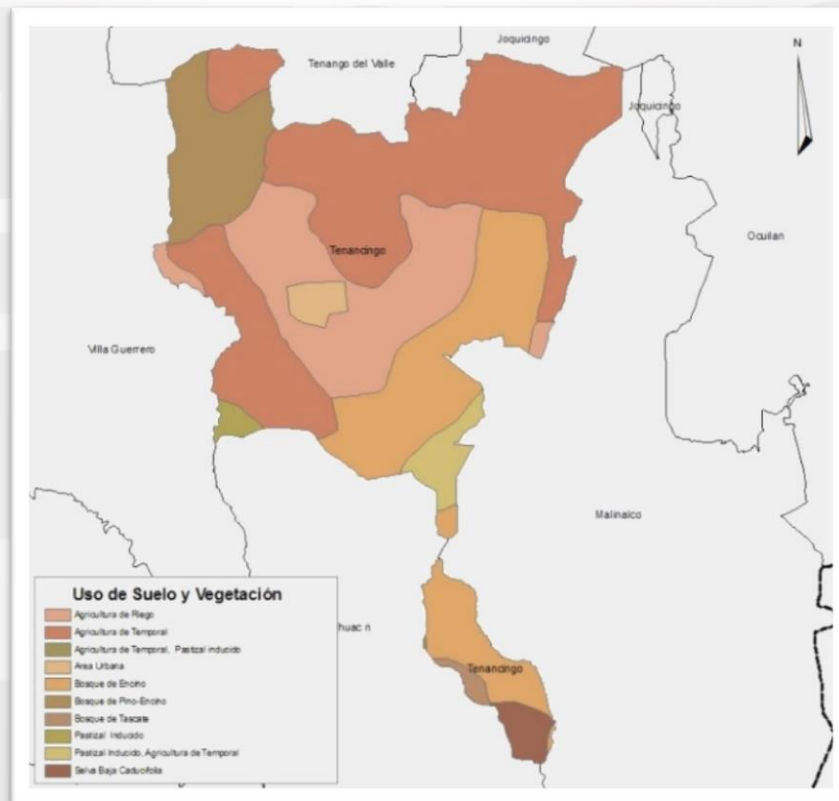 Joquicingo
Tenango del Valle
N
Joquicingo
Ocuilan
Tenancingo
Villa Guerrero
Malinalco
huac n
Tenancingo
Uso de Suelo y Vegetación
Agricultura de Riego
Agricultura de Temporal
Agricultura de Temporal, Pastizal inducido
Area Urbana
Bosque de Encino
Bosque de Pino-Encino
Bosque de Tascate
Pastizal Inducido
Pastizal Inducido, Agricultura de Temporal
Selva Baja Caducifolia